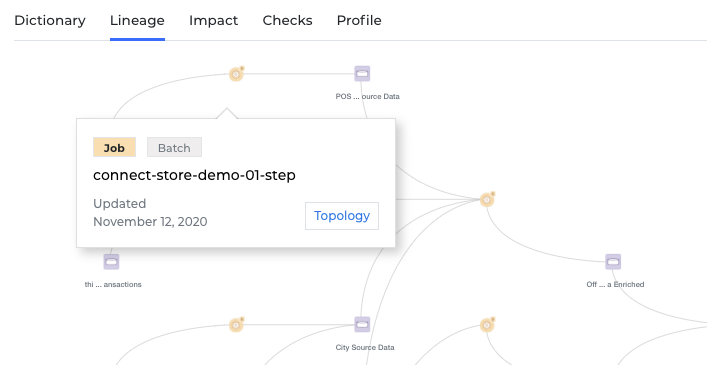 Dictionary Lineage Impact Checks Profile
POS ... ource Data
Job Batch
connect-store-demo-01-step
Updated
November 12, 2020
Topology
thi ... ansactions
Off ... a Enriched
City Source Data